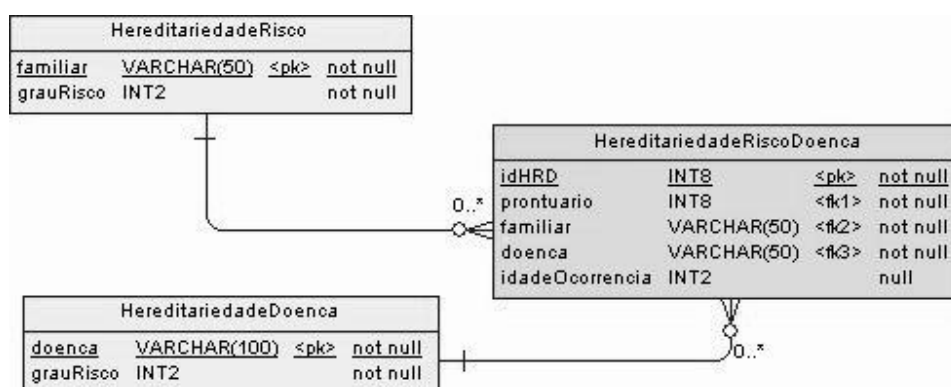 HereditariedadeRisco
familiar VARCHAR(50) <pk> not null
grauRisco INT2 not null
HereditariedadeRiscoDoenca
idHRD INT8 <pk> not null
prontuario INT8 <fk1> not null
familiar VARCHAR(50) <fk2> not null
doenca VARCHAR(50) <fk3> not null
idadeOcorrencia INT2 null
0..*
HereditariedadeDoenca
doenca VARCHAR(100) <pk> not null
grauRisco INT2 not null
0..*